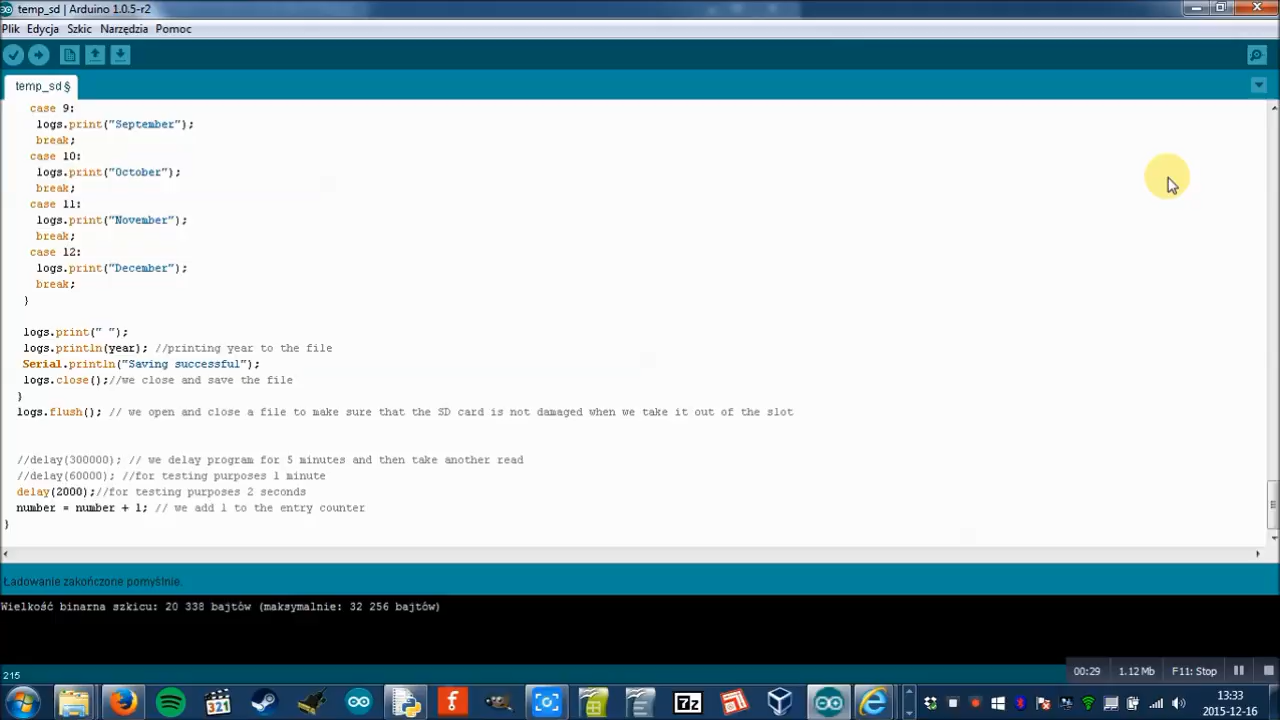 temp_sd | Arduino 1.0.5-r2
Plik Edycja Szkic Narzędzia Pomoc
temp_sd §
case 9:
logs.print("September");
break;
case 10:
logs.print("October");
break;
case 11:
logs.print("November");
break;
case 12:
logs.print("December");
break;
}
logs.print(" ");
logs.println(year); //printing year to the file
Serial.println("Saving successful");
logs.close();//we close and save the file
}
logs.flush(); // we open and close a file to make sure that the SD card is not damaged when we take it out of the slot
//delay(300000); // we delay program for 5 minutes and then take another read
//delay(60000); //for testing purposes 1 minute
delay(2000);//for testing purposes 2 seconds
number = number + 1; // we add 1 to the entry counter
}
Ładowanie zakończone pomyślnie.
Wielkość binarna szkicu: 20 338 bajtów (maksymalnie: 32 256 bajtów)
215
00:29 1.12 Mb F11: Stop
321
7z
13:33
2015-12-16